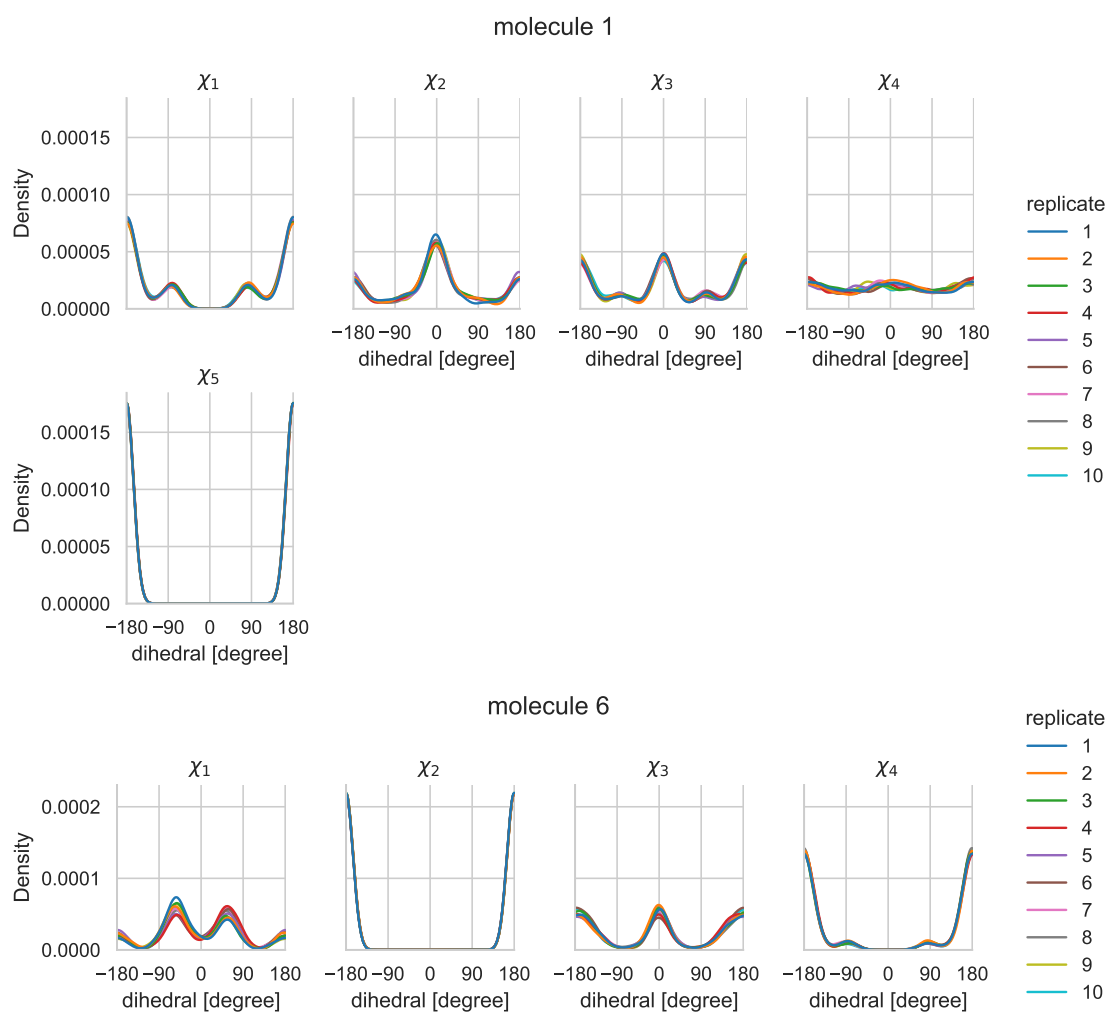 molecule 1
χ1 χ2 χ3 χ4
0.00015
0.00010
0.00005
0.00000
Density
−180 −90 0 90 180
dihedral [degree]
−180 −90 0 90 180
dihedral [degree]
−180 −90 0 90 180
dihedral [degree]
χ5
0.00015
0.00010
0.00005
0.00000
Density
−180 −90 0 90 180
dihedral [degree]
replicate
1
2
3
4
5
6
7
8
9
10
molecule 6
χ1 χ2 χ3 χ4
0.0002
0.0001
0.0000
Density
−180 −90 0 90 180
dihedral [degree]
−180 −90 0 90 180
dihedral [degree]
−180 −90 0 90 180
dihedral [degree]
−180 −90 0 90 180
dihedral [degree]
replicate
1
2
3
4
5
6
7
8
9
10